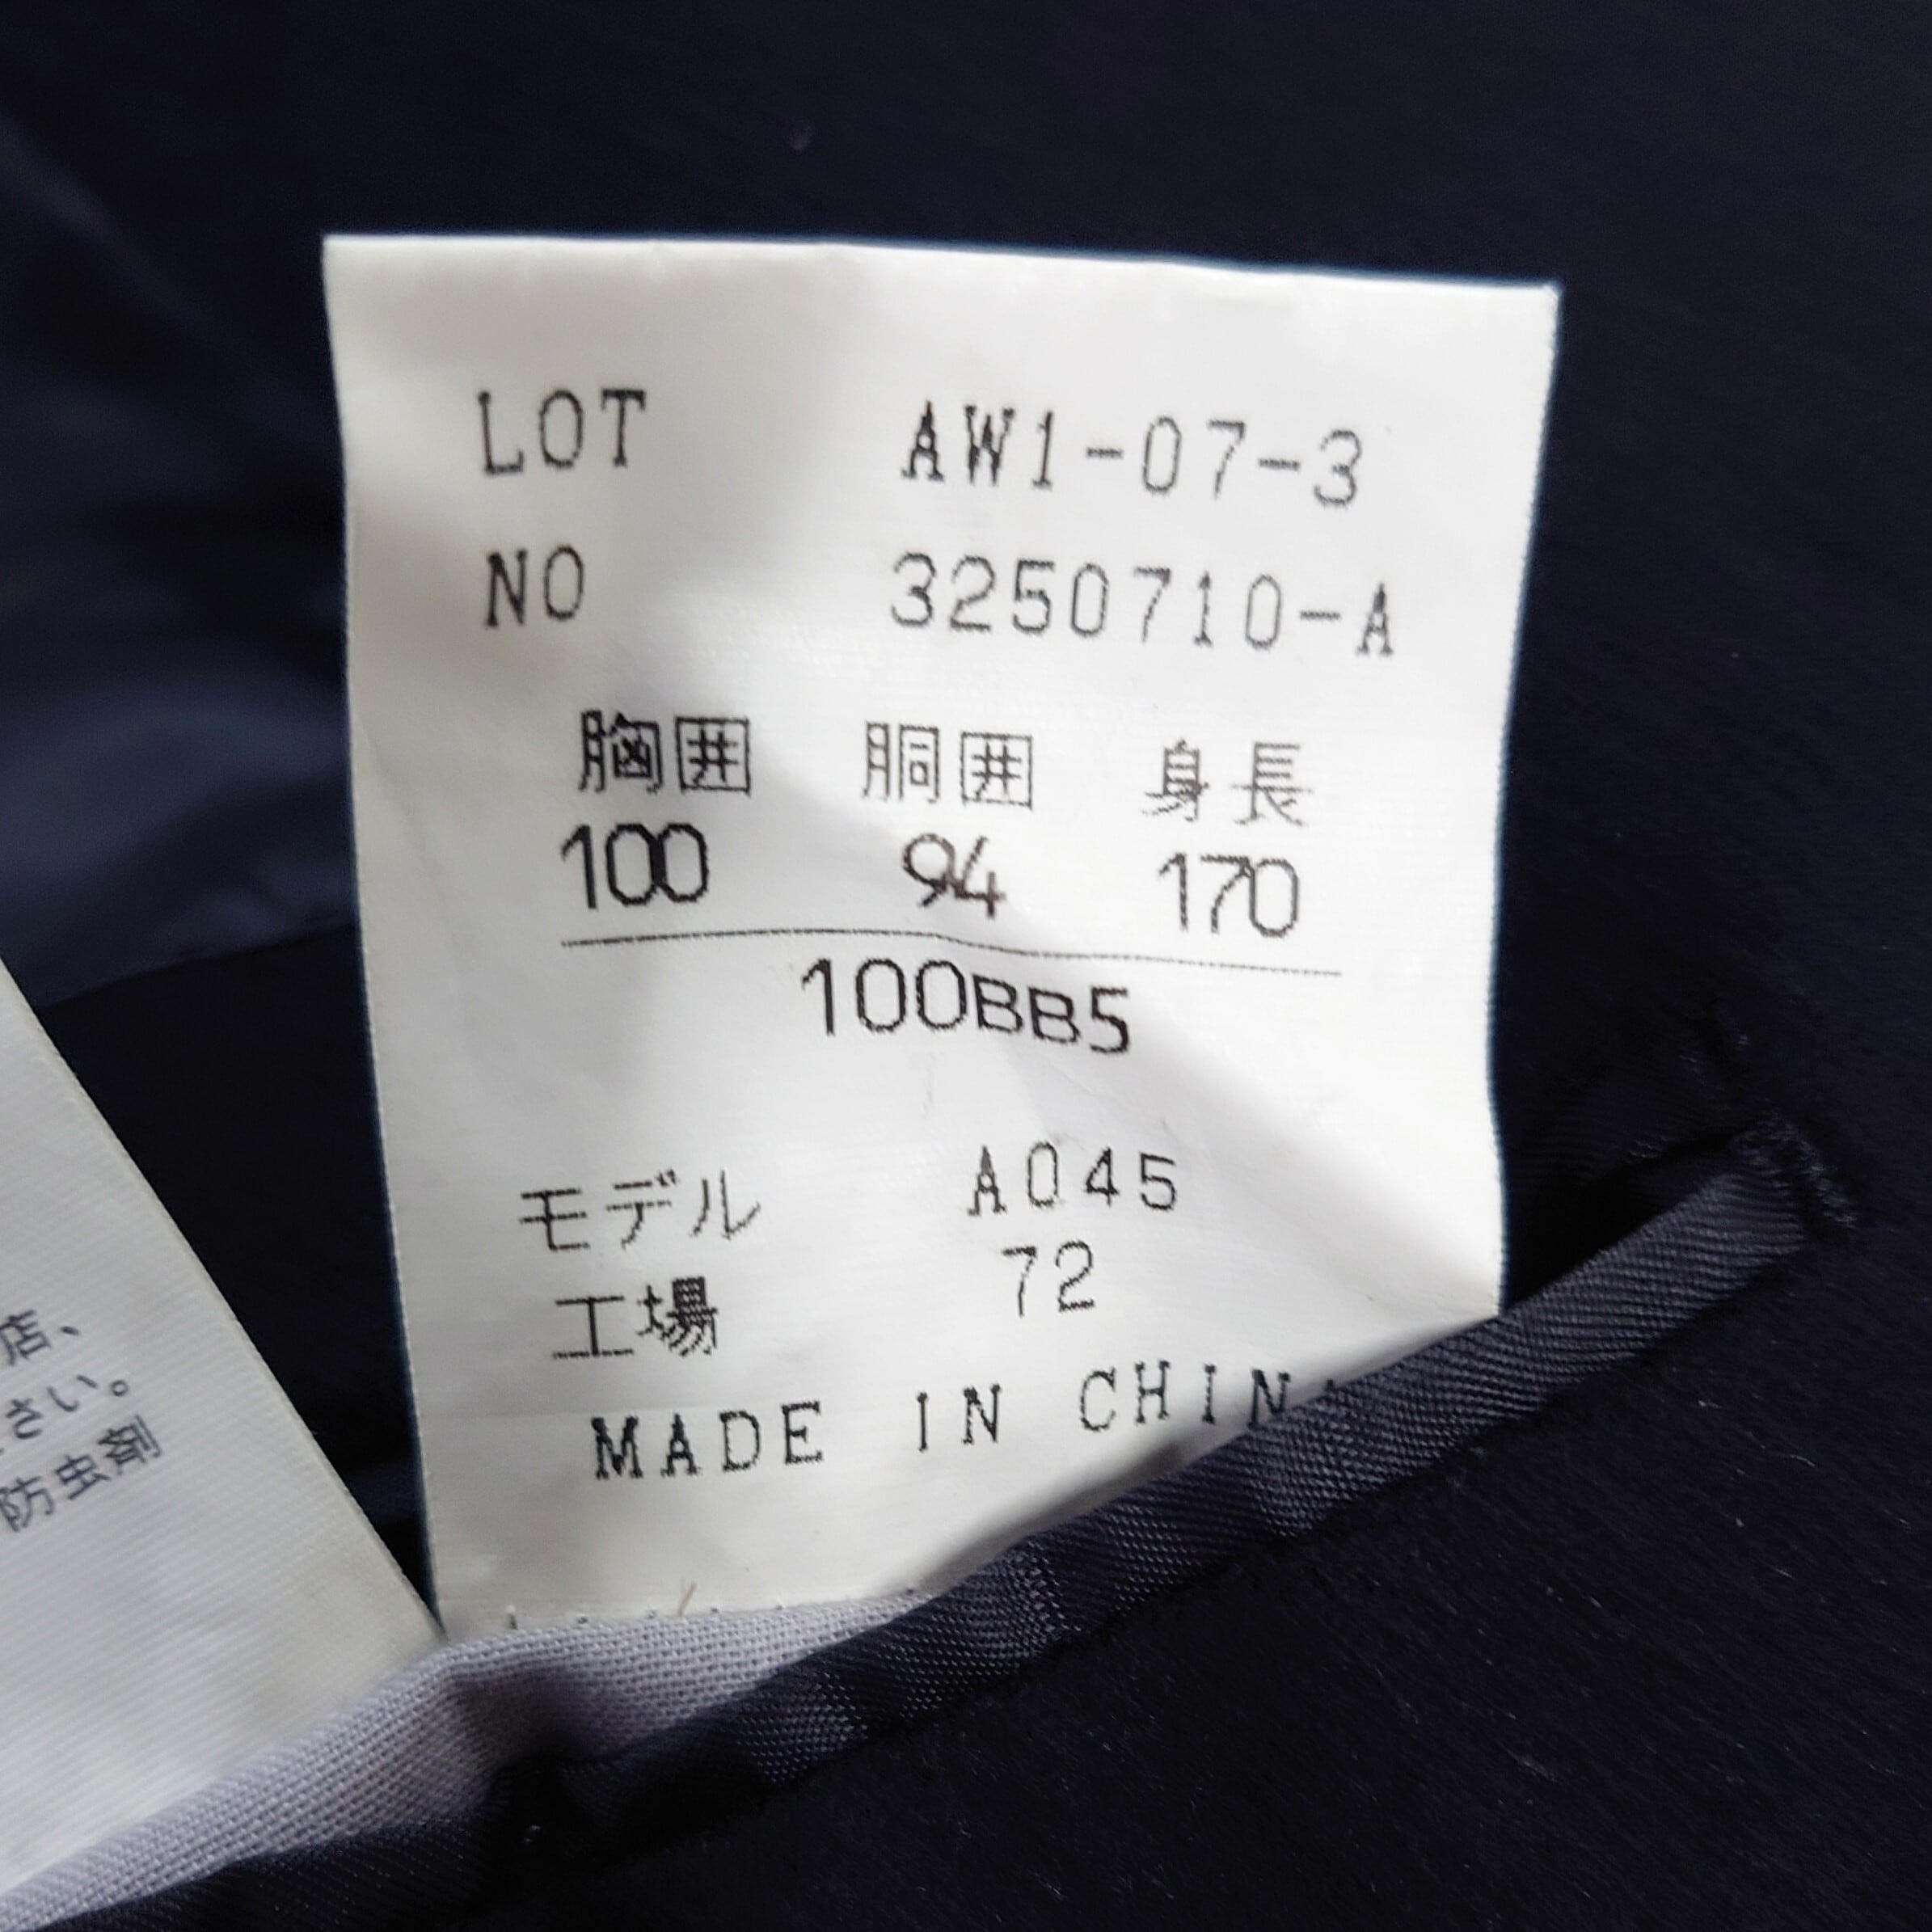 LOT AW1-07-3
NO 3250710-A
胸囲 胴囲 身長
100 94 170
100BB5
モデル A045
工場 72
MADE IN CHIN
店、
さい。
防虫剤